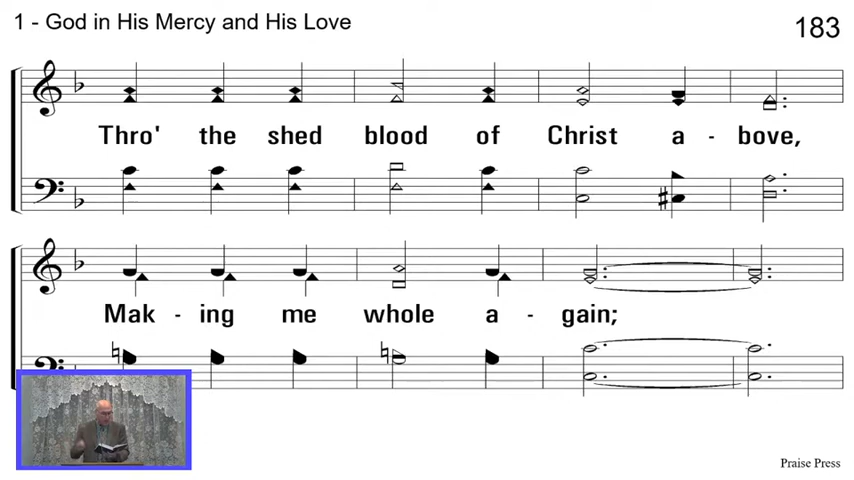 1 - God in His Mercy and His Love
183
Thro' the shed blood of Christ a - bove,
Mak - ing me whole a - gain;
Praise Press